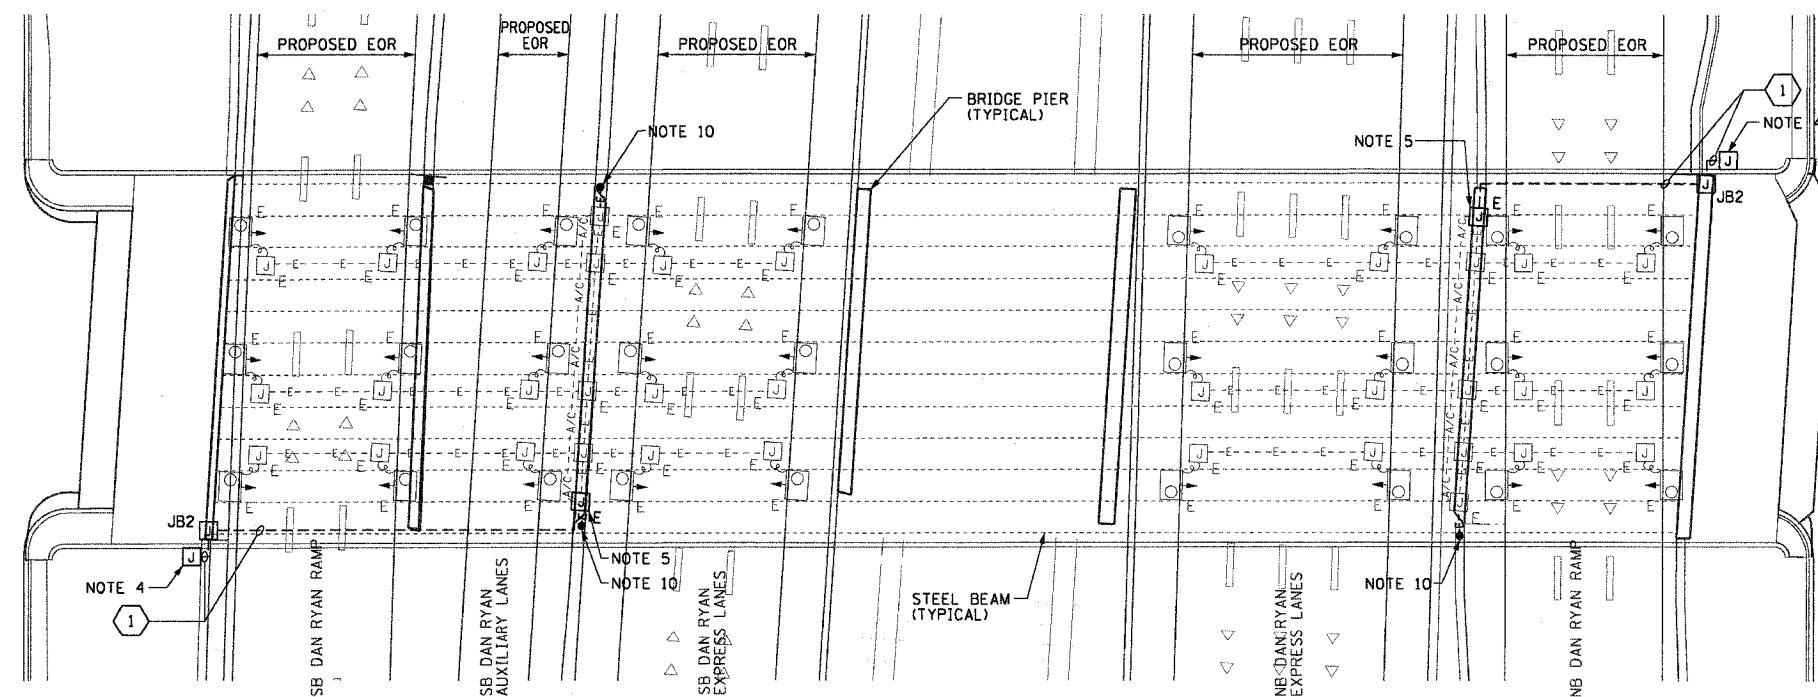 PROPOSED EOR
PROPOSED
EOR
PROPOSED EOR
PROPOSED EOR
PROPOSED EOR
1
BRIDGE PIER
(TYPICAL)
NOTE 10
NOTE 5
NOTE 4
J
J
JB2
E
E E E E E E E E E
J J J J J J J J J J
E E E E E E E E E
A/C
A/C
E E E E E E E E E
J J J J J J J J J J
E E E E E E E E E
A/C
A/C
J J J J J J J J J J
E E E E E E E E E
A/C
A/C
JB2
J
J
J
E
E
NOTE 4
J
1
NOTE 5
NOTE 10
STEEL BEAM
(TYPICAL)
NOTE 10
SB DAN RYAN RAMP
SB DAN RYAN
AUXILIARY LANES
SB DAN RYAN
EXPRESS LANES
NB DAN RYAN
EXPRESS LANES
NB DAN RYAN RAMP